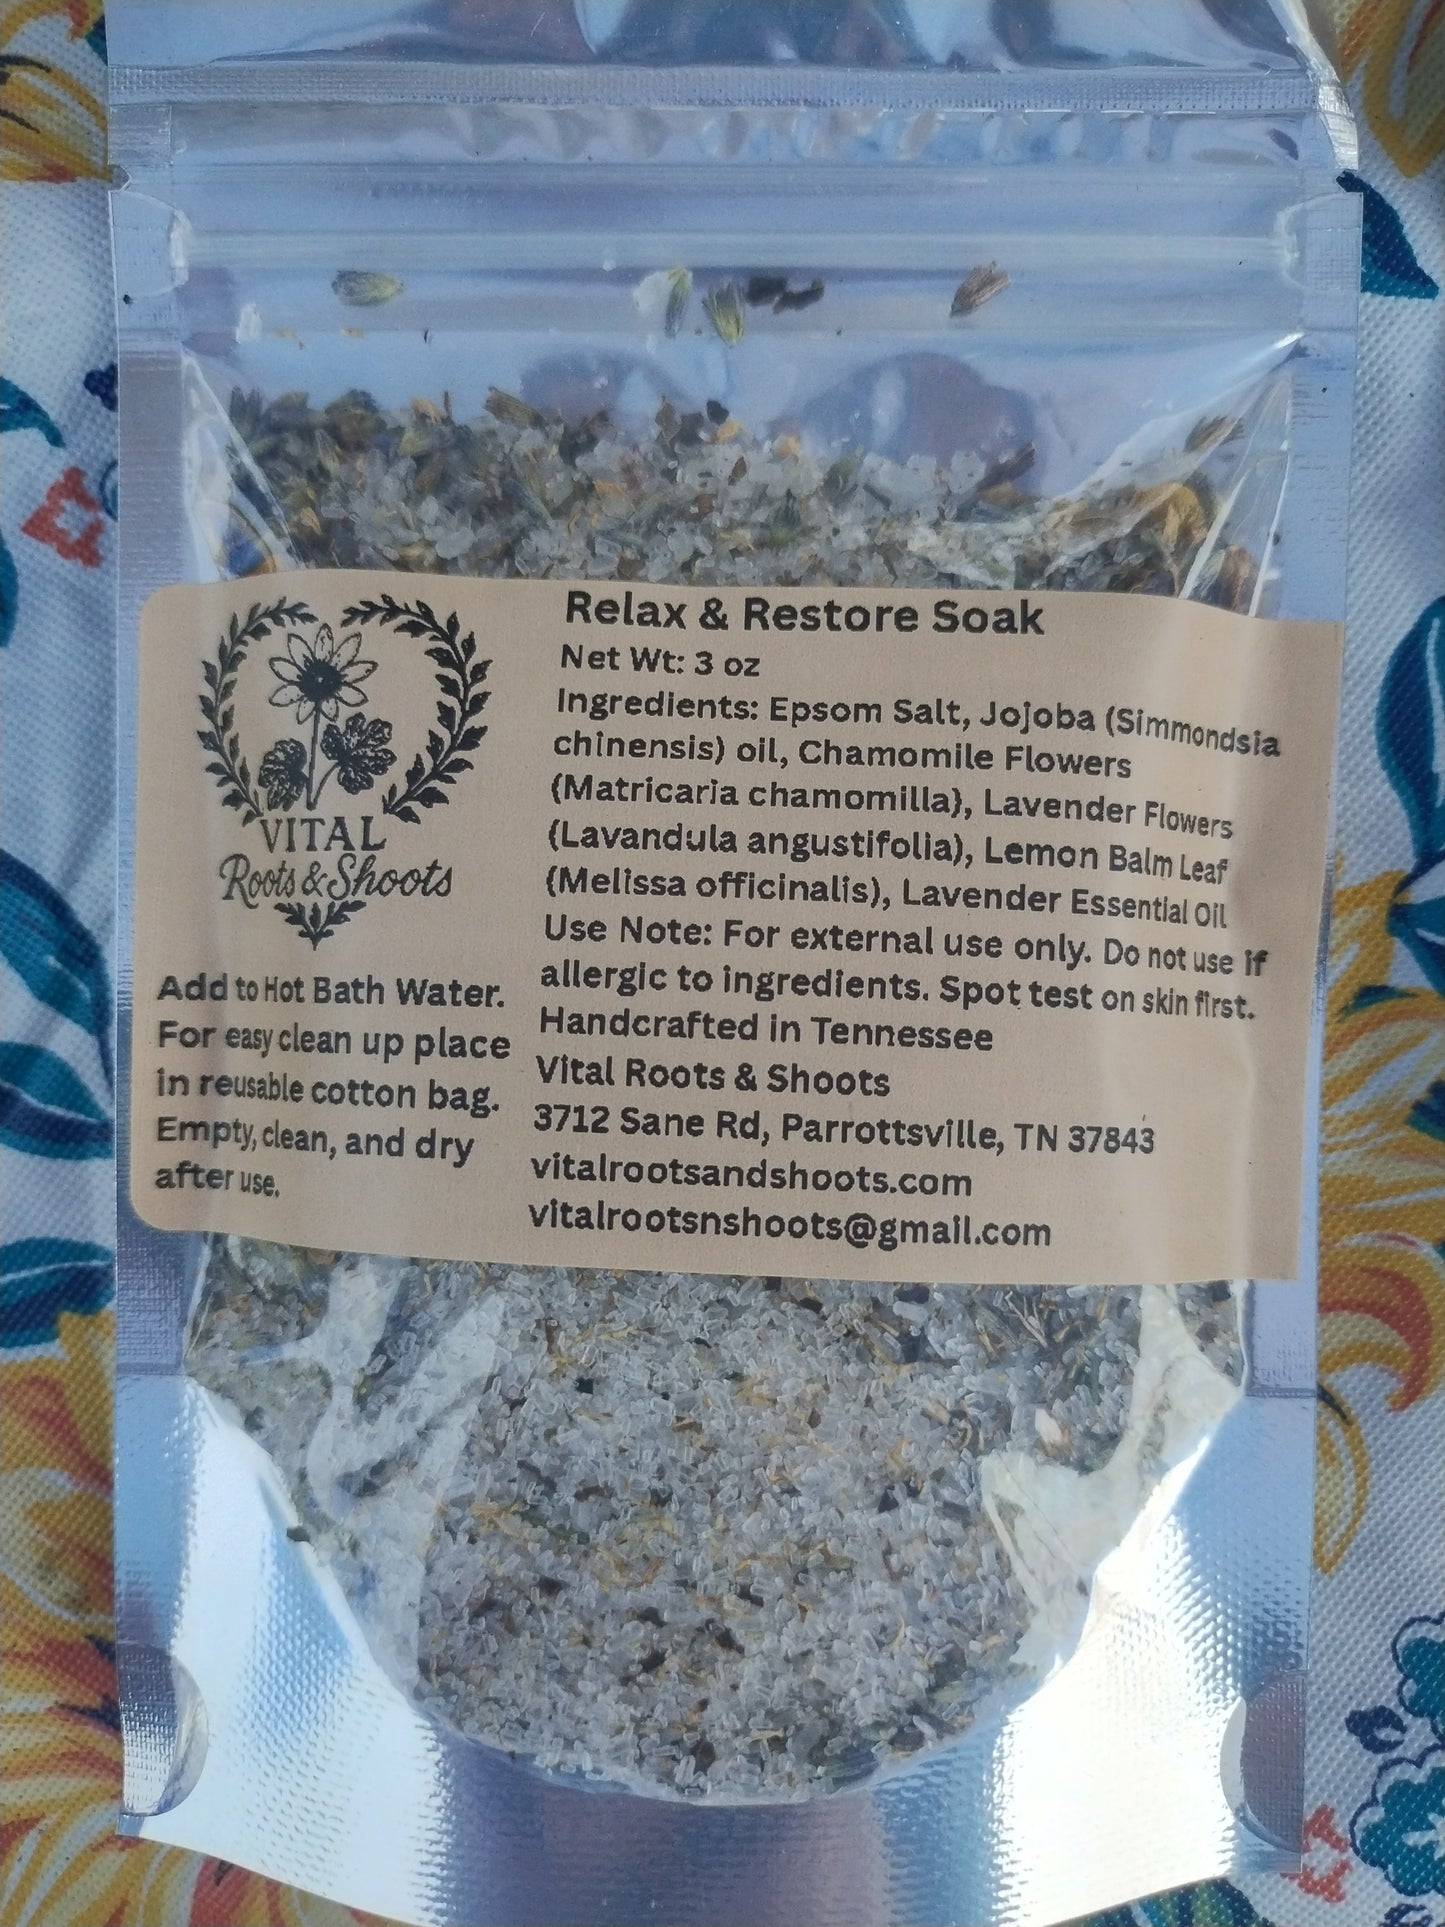 VITAL
Roots & Shoots
Add to Hot Bath Water.
For easy clean up place
in reusable cotton bag.
Empty, clean, and dry
after use.
Relax & Restore Soak
Net Wt: 3 oz
Ingredients: Epsom Salt, Jojoba (Simmondsia
chinensis) oil, Chamomile Flowers
(Matricaria chamomilla}, Lavender Flowers
(Lavandula angustifolia), Lemon Balm Leaf
(Melissa officinalis), Lavender Essential Oil
Use Note: For external use only. Do not use if
allergic to ingredients. Spot test on skin first.
Handcrafted in Tennessee
Vital Roots & Shoots
3712 Sane Rd, Parrottsville, TN 37843
vitalrootsandshoots.com
vitalrootsnshoots@gmail.com